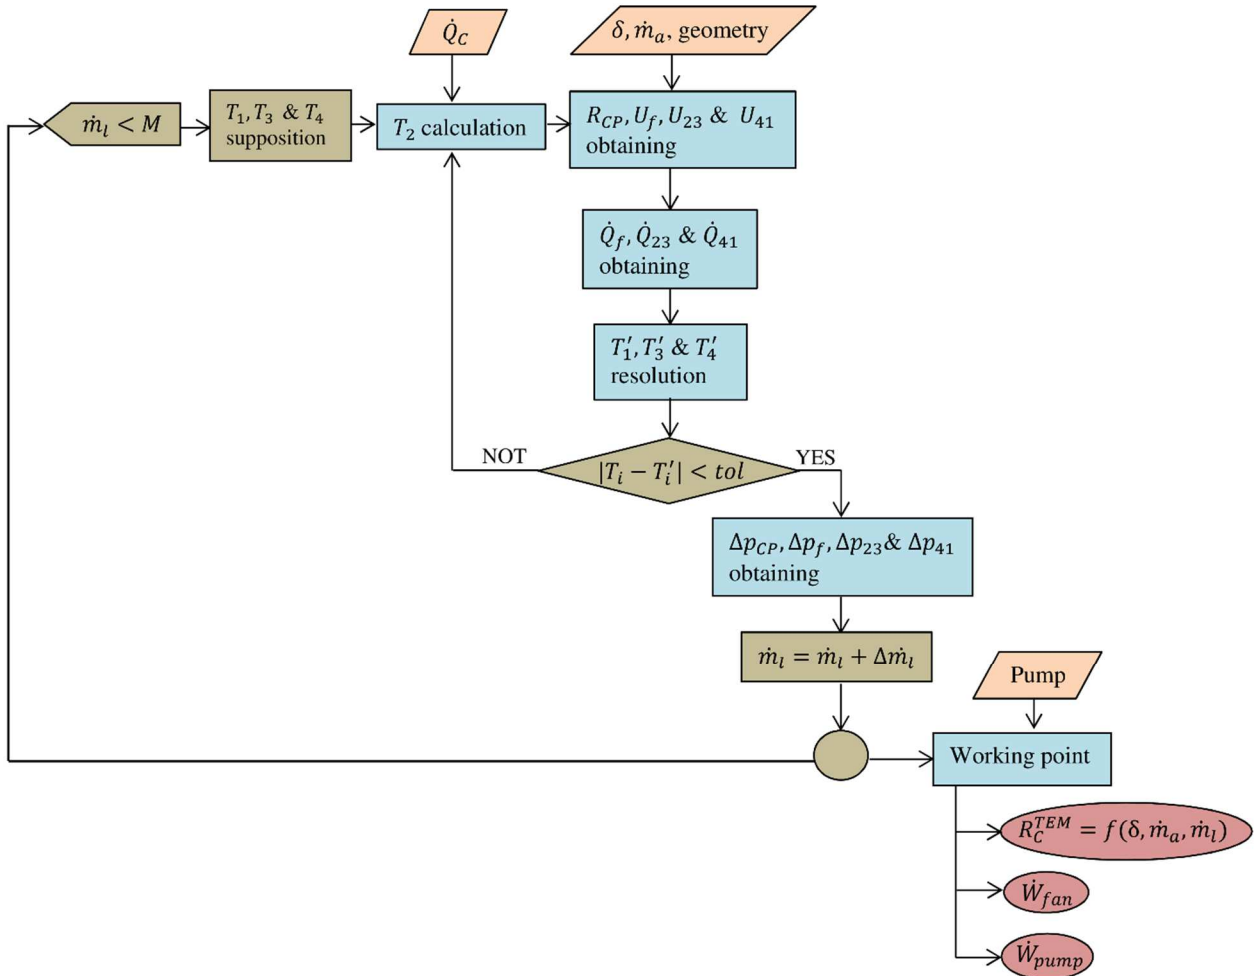 Q̇_C
δ, ṁ_a, geometry
ṁ_l < M
T_1, T_3 & T_4
supposition
T_2 calculation
R_CP, U_f, U_23 & U_41
obtaining
Q̇_f, Q̇_23 & Q̇_41
obtaining
T′_1, T′_3 & T′_4
resolution
NOT
|T_i − T′_i| < tol
YES
Δp_CP, Δp_f, Δp_23 & Δp_41
obtaining
ṁ_l = ṁ_l + Δṁ_l
Pump
Working point
R_C^TEM = f(δ, ṁ_a, ṁ_l)
Ẇ_fan
Ẇ_pump